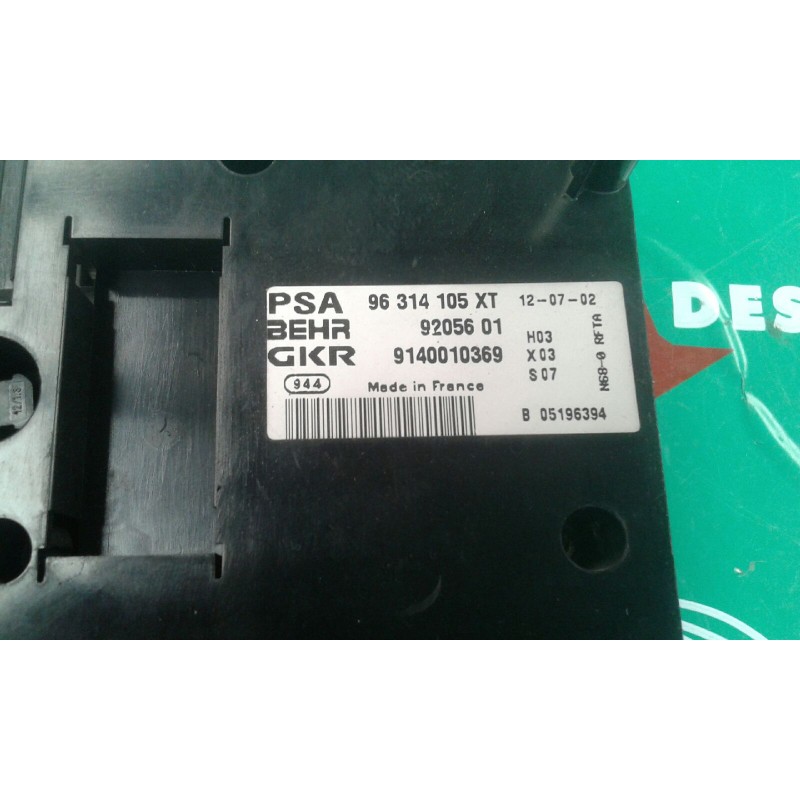 PSA 96 314 105 XT 12-07-02
BEHR 92056 01 H03
GKR 9140010369 X03
S07
N68-0 RFTA
944 Made in France
B 05196394
DES